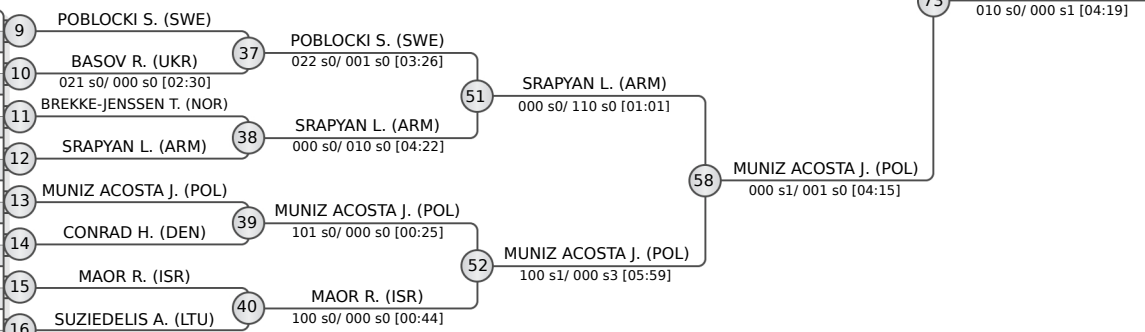 73
010 s0/ 000 s1 [04:19]
9
POBLOCKI S. (SWE)
37
POBLOCKI S. (SWE)
022 s0/ 001 s0 [03:26]
10
BASOV R. (UKR)
021 s0/ 000 s0 [02:30]
51
SRAPYAN L. (ARM)
000 s0/ 110 s0 [01:01]
11
BREKKE-JENSSEN T. (NOR)
38
SRAPYAN L. (ARM)
000 s0/ 010 s0 [04:22]
12
SRAPYAN L. (ARM)
58
MUNIZ ACOSTA J. (POL)
000 s1/ 001 s0 [04:15]
13
MUNIZ ACOSTA J. (POL)
39
MUNIZ ACOSTA J. (POL)
101 s0/ 000 s0 [00:25]
14
CONRAD H. (DEN)
52
MUNIZ ACOSTA J. (POL)
100 s1/ 000 s3 [05:59]
15
MAOR R. (ISR)
40
MAOR R. (ISR)
100 s0/ 000 s0 [00:44]
16
SUZIEDELIS A. (LTU)